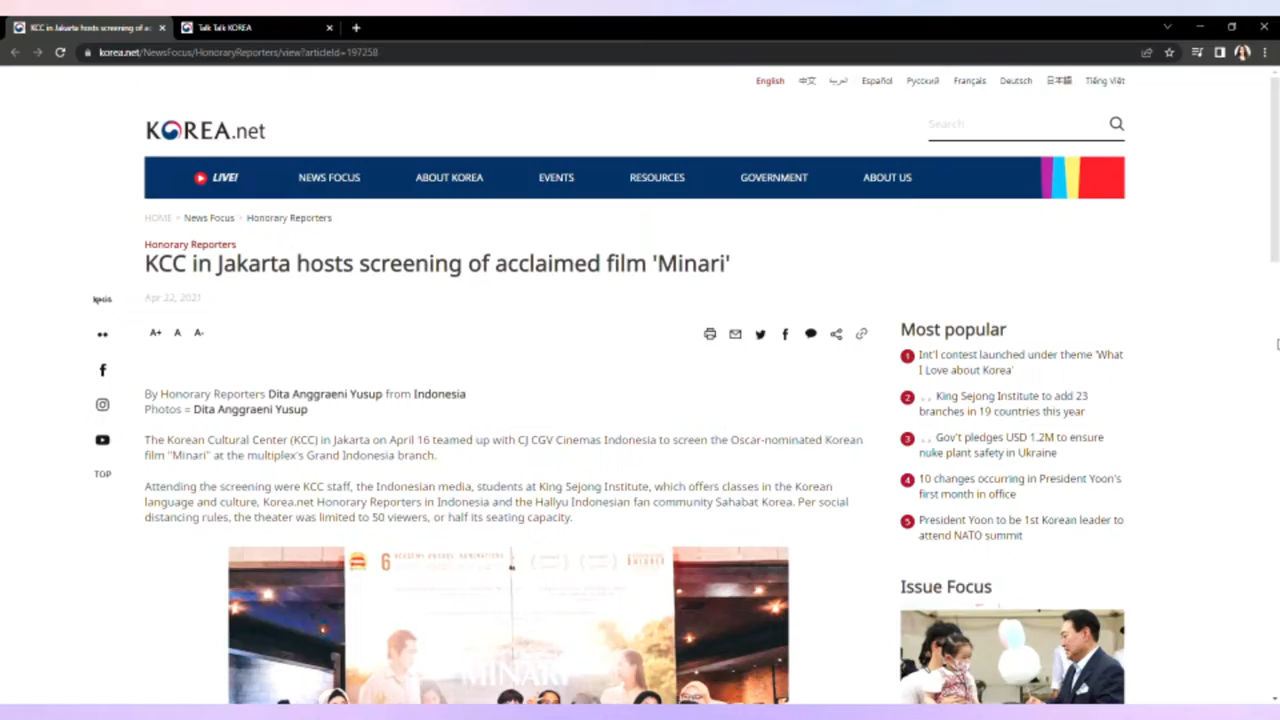 KCC in Jakarta hosts screening of ac
Talk Talk KOREA
korea.net/NewsFocus/HonoraryReporters/view?articleId=197258
English 中文 العربية Español Русский Français Deutsch 日本語 Tiếng Việt
KOREA.net
Search
LIVE! NEWS FOCUS ABOUT KOREA EVENTS RESOURCES GOVERNMENT ABOUT US
HOME > News Focus > Honorary Reporters
Honorary Reporters
KCC in Jakarta hosts screening of acclaimed film 'Minari'
Apr 22, 2021
A+ A A-
TOP
By Honorary Reporters Dita Anggraeni Yusup from Indonesia
Photos = Dita Anggraeni Yusup
The Korean Cultural Center (KCC) in Jakarta on April 16 teamed up with CJ CGV Cinemas Indonesia to screen the Oscar-nominated Korean
film "Minari" at the multiplex's Grand Indonesia branch.
Attending the screening were KCC staff, the Indonesian media, students at King Sejong Institute, which offers classes in the Korean
language and culture, Korea.net Honorary Reporters in Indonesia and the Hallyu Indonesian fan community Sahabat Korea. Per social
distancing rules, the theater was limited to 50 viewers, or half its seating capacity.
6 ACADEMY AWARD NOMINATIONS
MINARI
Most popular
1 Int'l contest launched under theme 'What
I Love about Korea'
2 King Sejong Institute to add 23
branches in 19 countries this year
3 Gov't pledges USD 1.2M to ensure
nuke plant safety in Ukraine
4 10 changes occurring in President Yoon's
first month in office
5 President Yoon to be 1st Korean leader to
attend NATO summit
Issue Focus